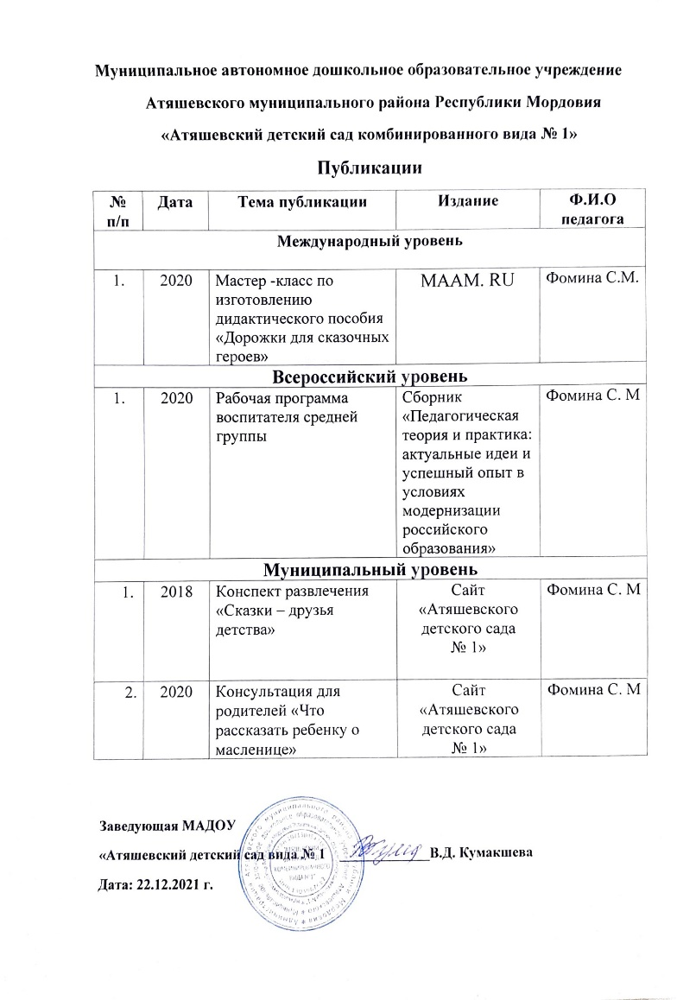 Муниципальное автономное дошкольное образовательное учреждение
Атяшевского муниципального района Республики Мордовия
«Атяшевский детский сад комбинированного вида № 1»
Публикации
№ п/п Дата Тема публикации Издание Ф.И.О педагога
Международный уровень
1. 2020 Мастер -класс по MAAM. RU Фомина С.М.
изготовлению
дидактического пособия
«Дорожки для сказочных
героев»
Всероссийский уровень
1. 2020 Рабочая программа Сборник Фомина С. М
воспитателя средней «Педагогическая
группы теория и практика:
актуальные идеи и
успешный опыт в
условиях
модернизации
российского
образования»
Муниципальный уровень
1. 2018 Конспект развлечения Сайт Фомина С. М
«Сказки – друзья «Атяшевского
детства» детского сада
№ 1»
2. 2020 Консультация для Сайт Фомина С. М
родителей «Что «Атяшевского
рассказать ребенку о детского сада
масленице» № 1»
Заведующая МАДОУ
«Атяшевский детский сад вида № 1 В.Д. Кумакшева
Дата: 22.12.2021 г.